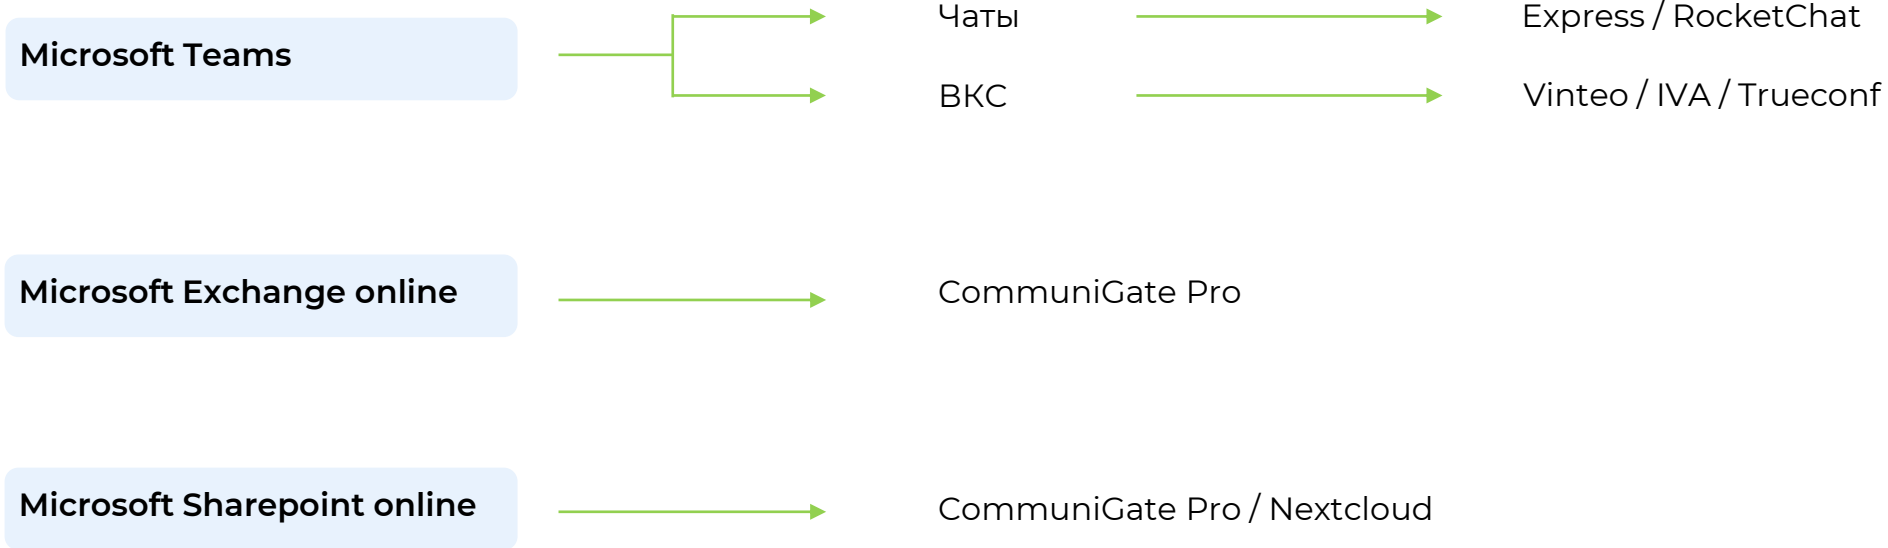 Microsoft Teams
Чаты
Express / RocketChat
ВКС
Vinteo / IVA / Trueconf
Microsoft Exchange online
CommuniGate Pro
Microsoft Sharepoint online
CommuniGate Pro / Nextcloud